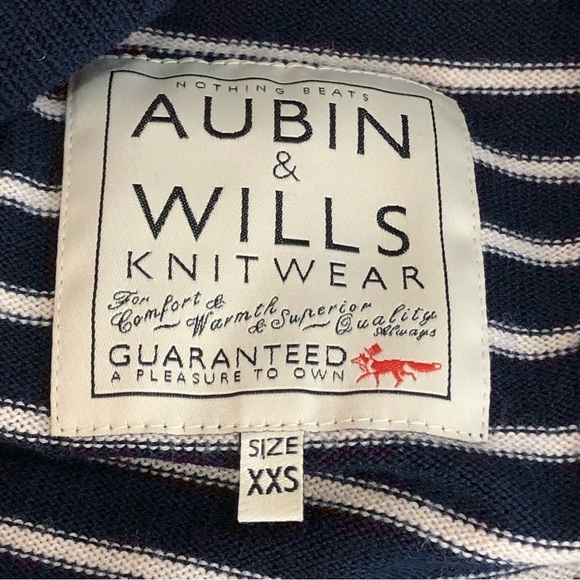 NOTHING BEATS
AUBIN
&
WILLS
KNITWEAR
For Comfort & Warmth & Superior Quality Always
GUARANTEED
A PLEASURE TO OWN
SIZE
XXS